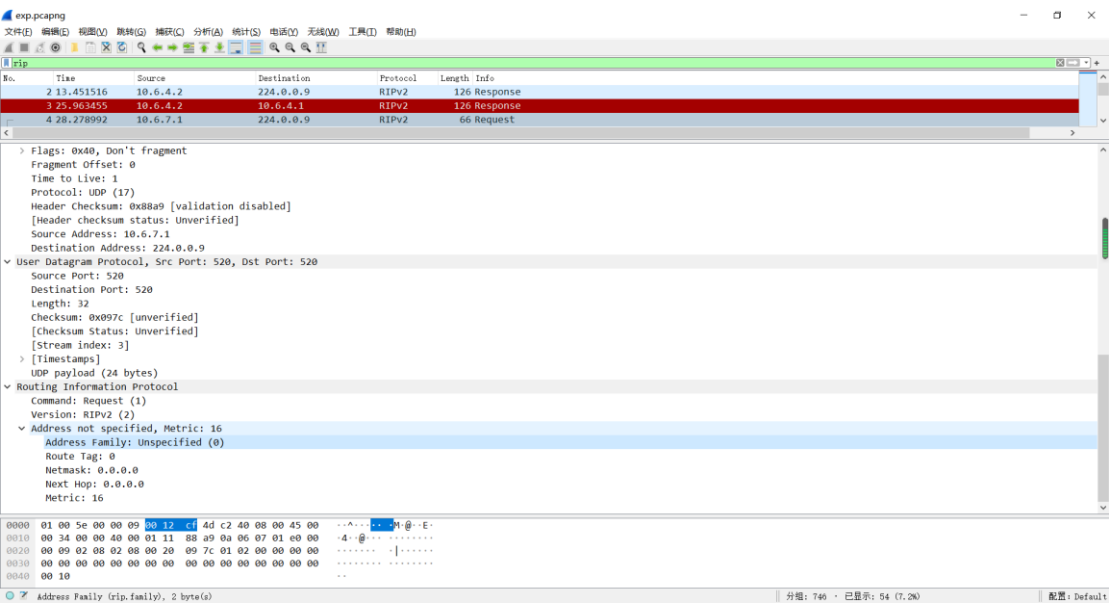 exp.pcapng
文件(F) 编辑(E) 视图(V) 跳转(G) 捕获(C) 分析(A) 统计(S) 电话(Y) 无线(W) 工具(T) 帮助(H)
rip
No. Time Source Destination Protocol Length Info
2 13.451516 10.6.4.2 224.0.0.9 RIPv2 126 Response
3 25.963455 10.6.4.2 10.6.4.1 RIPv2 126 Response
4 28.278992 10.6.7.1 224.0.0.9 RIPv2 66 Request
Flags: 0x40, Don't fragment
Fragment Offset: 0
Time to Live: 1
Protocol: UDP (17)
Header Checksum: 0x88a9 [validation disabled]
[Header checksum status: Unverified]
Source Address: 10.6.7.1
Destination Address: 224.0.0.9
User Datagram Protocol, Src Port: 520, Dst Port: 520
Source Port: 520
Destination Port: 520
Length: 32
Checksum: 0x097c [unverified]
[Checksum Status: Unverified]
[Stream index: 3]
[Timestamps]
UDP payload (24 bytes)
Routing Information Protocol
Command: Request (1)
Version: RIPv2 (2)
Address not specified, Metric: 16
Address Family: Unspecified (0)
Route Tag: 0
Netmask: 0.0.0.0
Next Hop: 0.0.0.0
Metric: 16
0000 01 00 5e 00 00 09 00 12 cf 4d c2 40 08 00 45 00 ··^··· ···M·@··E·
0010 00 34 00 00 40 00 01 11 88 a9 0a 06 07 01 e0 00 ·4··@··· ········
0020 00 09 02 08 02 08 00 20 09 7c 01 02 00 00 00 00 ······· ·|······
0030 00 00 00 00 00 00 00 00 00 00 00 00 00 00 00 00 ········ ········
0040 00 10 ··
Address Family (rip.family), 2 byte(s) 分组: 746 · 已显示: 54 (7.2%) 配置: Default